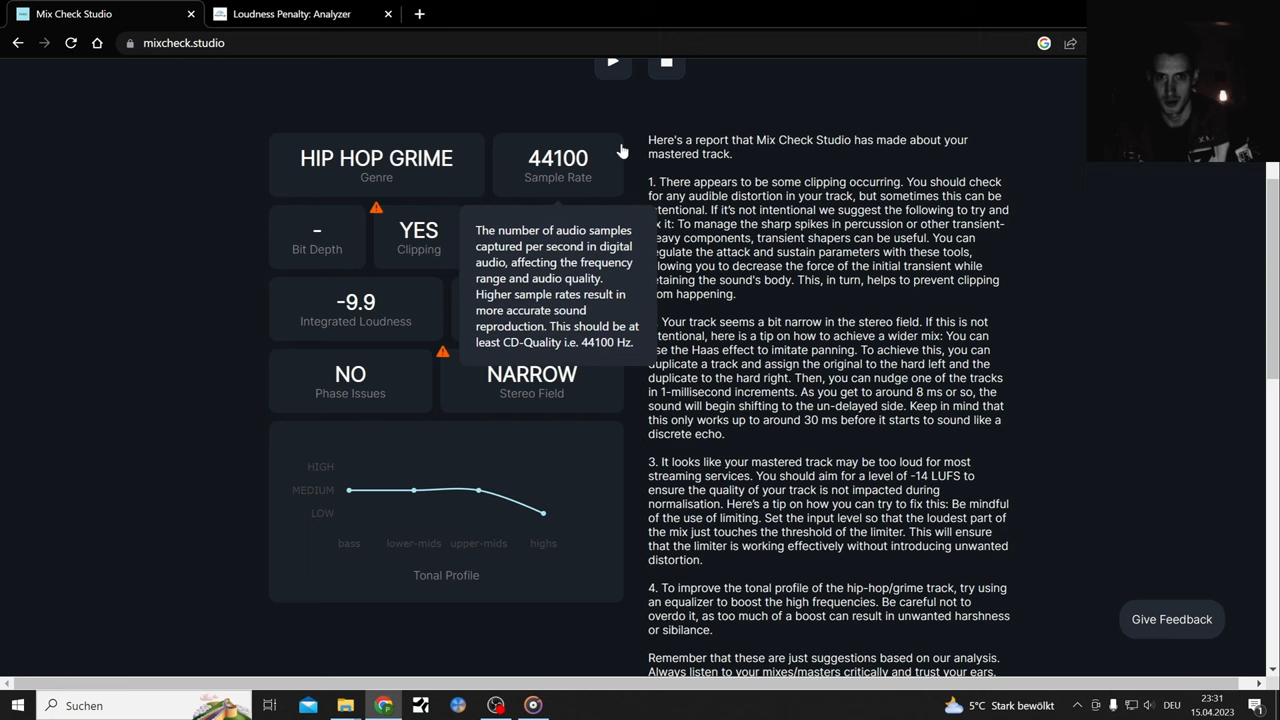 Mix Check Studio
Loudness Penalty: Analyzer
mixcheck.studio
HIP HOP GRIME
Genre
44100
Sample Rate
-
Bit Depth
YES
Clipping
The number of audio samples
captured per second in digital
audio, affecting the frequency
range and audio quality.
Higher sample rates result in
more accurate sound
reproduction. This should be at
least CD-Quality i.e. 44100 Hz.
-9.9
Integrated Loudness
NO
Phase Issues
NARROW
Stereo Field
HIGH
MEDIUM
LOW
bass
lower-mids
upper-mids
highs
Tonal Profile
Here's a report that Mix Check Studio has made about your
mastered track.
1. There appears to be some clipping occurring. You should check
for any audible distortion in your track, but sometimes this can be
intentional. If it's not intentional we suggest the following to try and
it: To manage the sharp spikes in percussion or other transient-
heavy components, transient shapers can be useful. You can
regulate the attack and sustain parameters with these tools,
allowing you to decrease the force of the initial transient while
retaining the sound's body. This, in turn, helps to prevent clipping
from happening.
Your track seems a bit narrow in the stereo field. If this is not
intentional, here is a tip on how to achieve a wider mix: You can
use the Haas effect to imitate panning. To achieve this, you can
duplicate a track and assign the original to the hard left and the
duplicate to the hard right. Then, you can nudge one of the tracks
in 1-millisecond increments. As you get to around 8 ms or so, the
sound will begin shifting to the un-delayed side. Keep in mind that
this only works up to around 30 ms before it starts to sound like a
discrete echo.
3. It looks like your mastered track may be too loud for most
streaming services. You should aim for a level of -14 LUFS to
ensure the quality of your track is not impacted during
normalisation. Here's a tip on how you can try to fix this: Be mindful
of the use of limiting. Set the input level so that the loudest part of
the mix just touches the threshold of the limiter. This will ensure
that the limiter is working effectively without introducing unwanted
distortion.
4. To improve the tonal profile of the hip-hop/grime track, try using
an equalizer to boost the high frequencies. Be careful not to
overdo it, as too much of a boost can result in unwanted harshness
or sibilance.
Remember that these are just suggestions based on our analysis.
Always listen to your mixes/masters critically and trust your ears.
Give Feedback
Suchen
5°C Stark bewölkt
DEU
23:31
15.04.2023